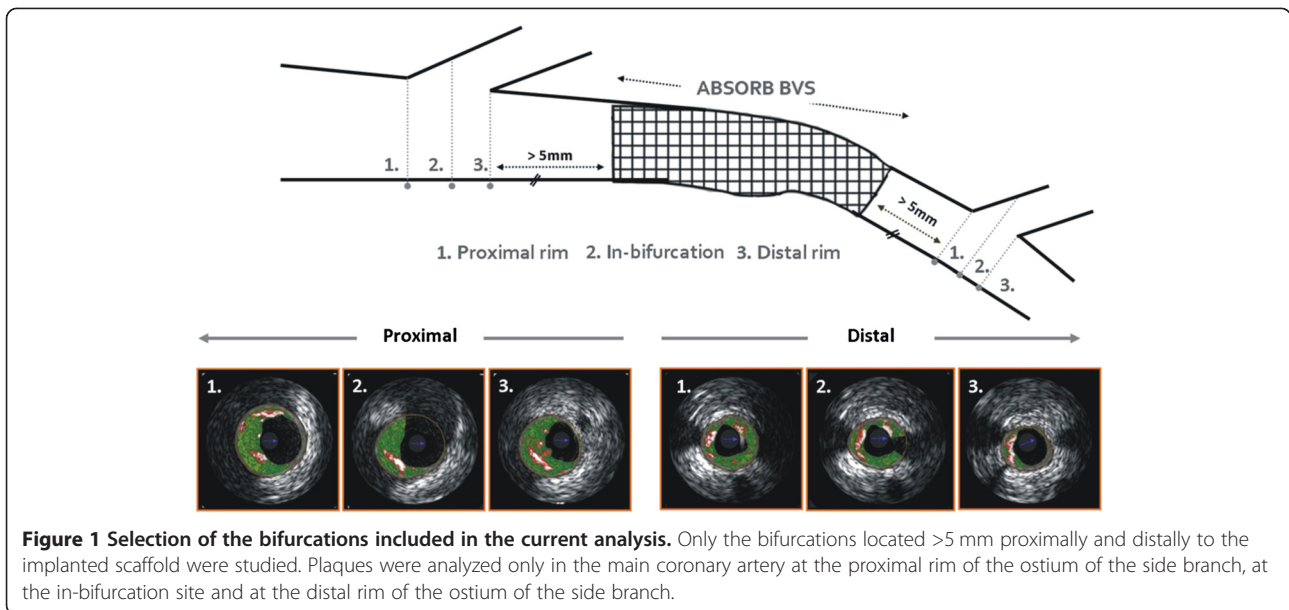 ABSORB BVS
> 5mm
1. 2. 3.
> 5mm
1. Proximal rim 2. In-bifurcation 3. Distal rim
1.
2.
3.
Proximal Distal
1. 2. 3. 1. 2. 3.
Figure 1 Selection of the bifurcations included in the current analysis. Only the bifurcations located >5 mm proximally and distally to the
implanted scaffold were studied. Plaques were analyzed only in the main coronary artery at the proximal rim of the ostium of the side branch, at
the in-bifurcation site and at the distal rim of the ostium of the side branch.